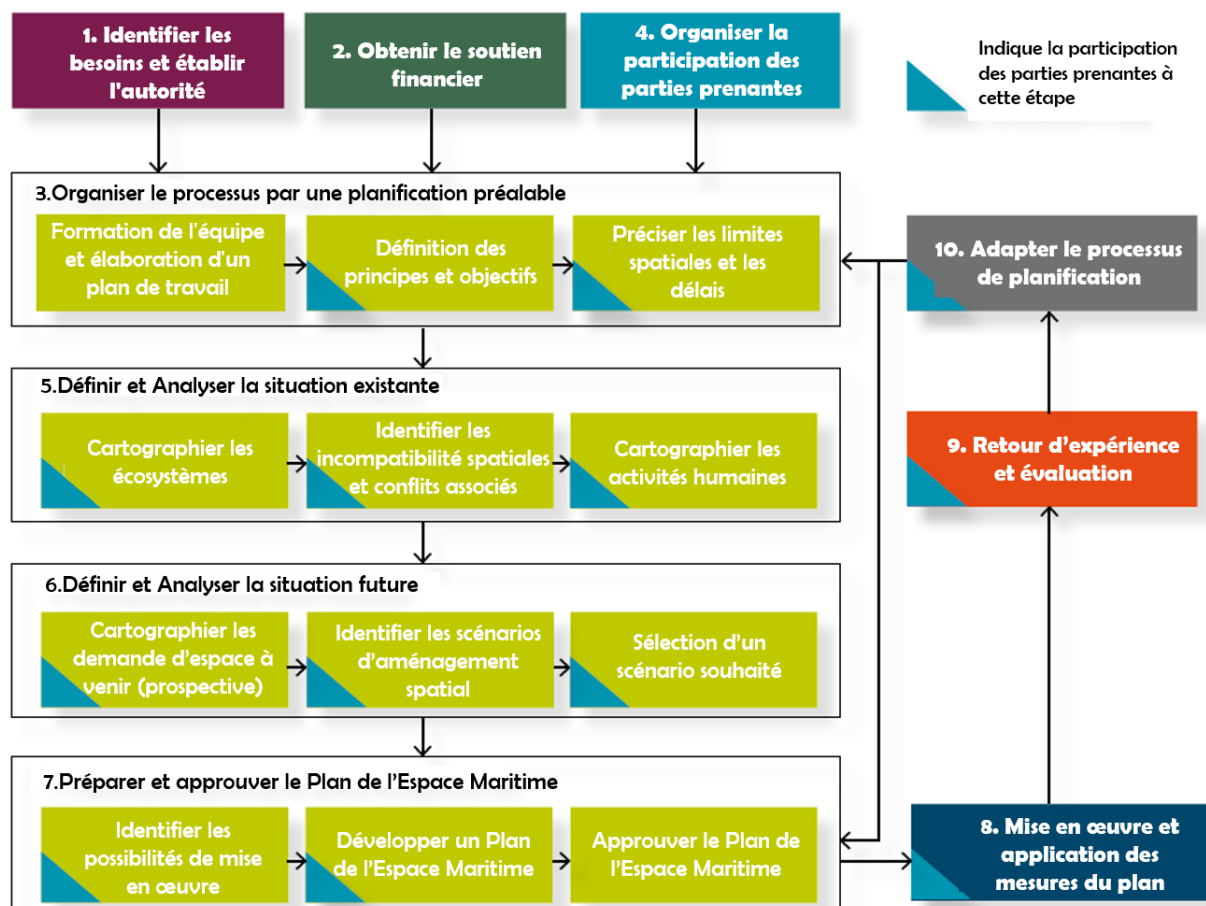 1. Identifier les
besoins et établir
l'autorité
2. Obtenir le soutien
financier
4. Organiser la
participation des
parties prenantes
Indique la participation
des parties prenantes à
cette étape
3.Organiser le processus par une planification préalable
Formation de l'équipe
et élaboration d'un
plan de travail
Définition des
principes et objectifs
Préciser les limites
spatiales et les
délais
10. Adapter le processus
de planification
5.Définir et Analyser la situation existante
Cartographier les
écosystèmes
Identifier les
incompatibilité spatiales
et conflits associés
Cartographier les
activités humaines
9. Retour d'expérience
et évaluation
6.Définir et Analyser la situation future
Cartographier les
demande d'espace à
venir (prospective)
Identifier les scénarios
d'aménagement
spatial
Sélection d'un
scénario souhaité
7.Préparer et approuver le Plan de l'Espace Maritime
Identifier les
possibilités de mise
en œuvre
Développer un Plan
de l'Espace Maritime
Approuver le Plan de
l'Espace Maritime
8. Mise en œuvre et
application des
mesures du plan